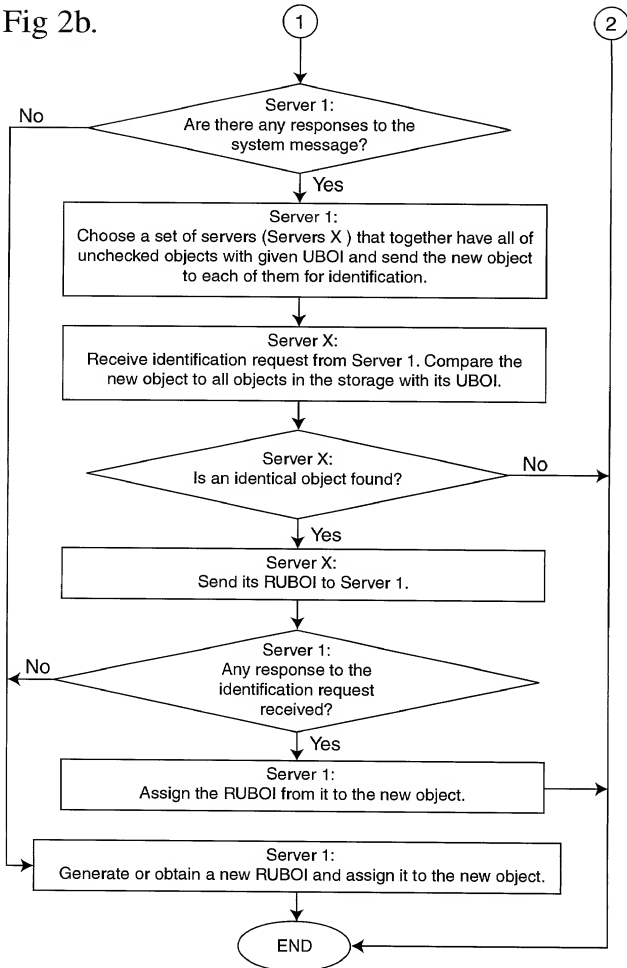 Fig 2b.
1
2
Server 1:
Are there any responses to the
system message?
No
Yes
Server 1:
Choose a set of servers (Servers X ) that together have all of
unchecked objects with given UBOI and send the new object
to each of them for identification.
Server X:
Receive identification request from Server 1. Compare the
new object to all objects in the storage with its UBOI.
Server X:
Is an identical object found?
No
Yes
Server X:
Send its RUBOI to Server 1.
Server 1:
Any response to the
identification request
received?
No
Yes
Server 1:
Assign the RUBOI from it to the new object.
Server 1:
Generate or obtain a new RUBOI and assign it to the new object.
END